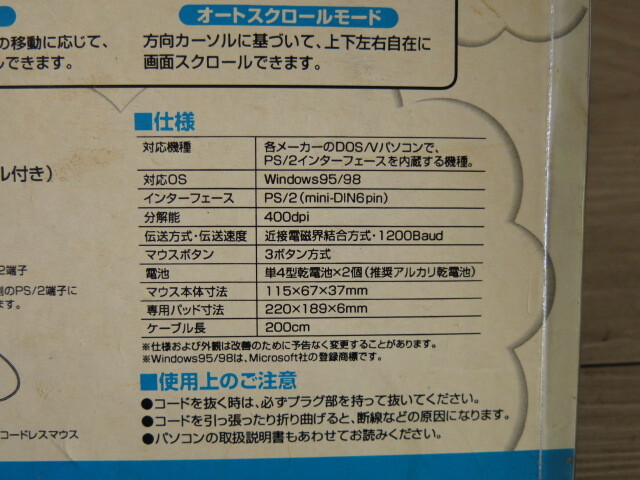 オートスクロールモード
の移動に応じて、
ルできます。
方向カーソルに基づいて、上下左右自在に
画面スクロールできます。
■仕様
対応機種 各メーカーのDOS/Vパソコンで、
PS/2インターフェースを内蔵する機種。
対応OS Windows95/98
インターフェース PS/2(mini-DIN6pin)
分解能 400dpi
伝送方式・伝送速度 近接電磁界結合方式・1200Baud
マウスボタン 3ボタン方式
電池 単4型乾電池×2個(推奨アルカリ乾電池)
マウス本体寸法 115×67×37mm
専用パッド寸法 220×189×6mm
ケーブル長 200cm
※仕様および外観は改善のために予告なく変更することがあります。
※Windows95/98は、Microsoft社の登録商標です。
■使用上のご注意
●コードを抜く時は、必ずプラグ部を持って抜いてください。
●コードを引っ張ったり折り曲げると、断線などの原因になります。
●パソコンの取扱説明書もあわせてお読みください。
ル付き)
2端子
側のPS/2端子に
ます。
コードレスマウス